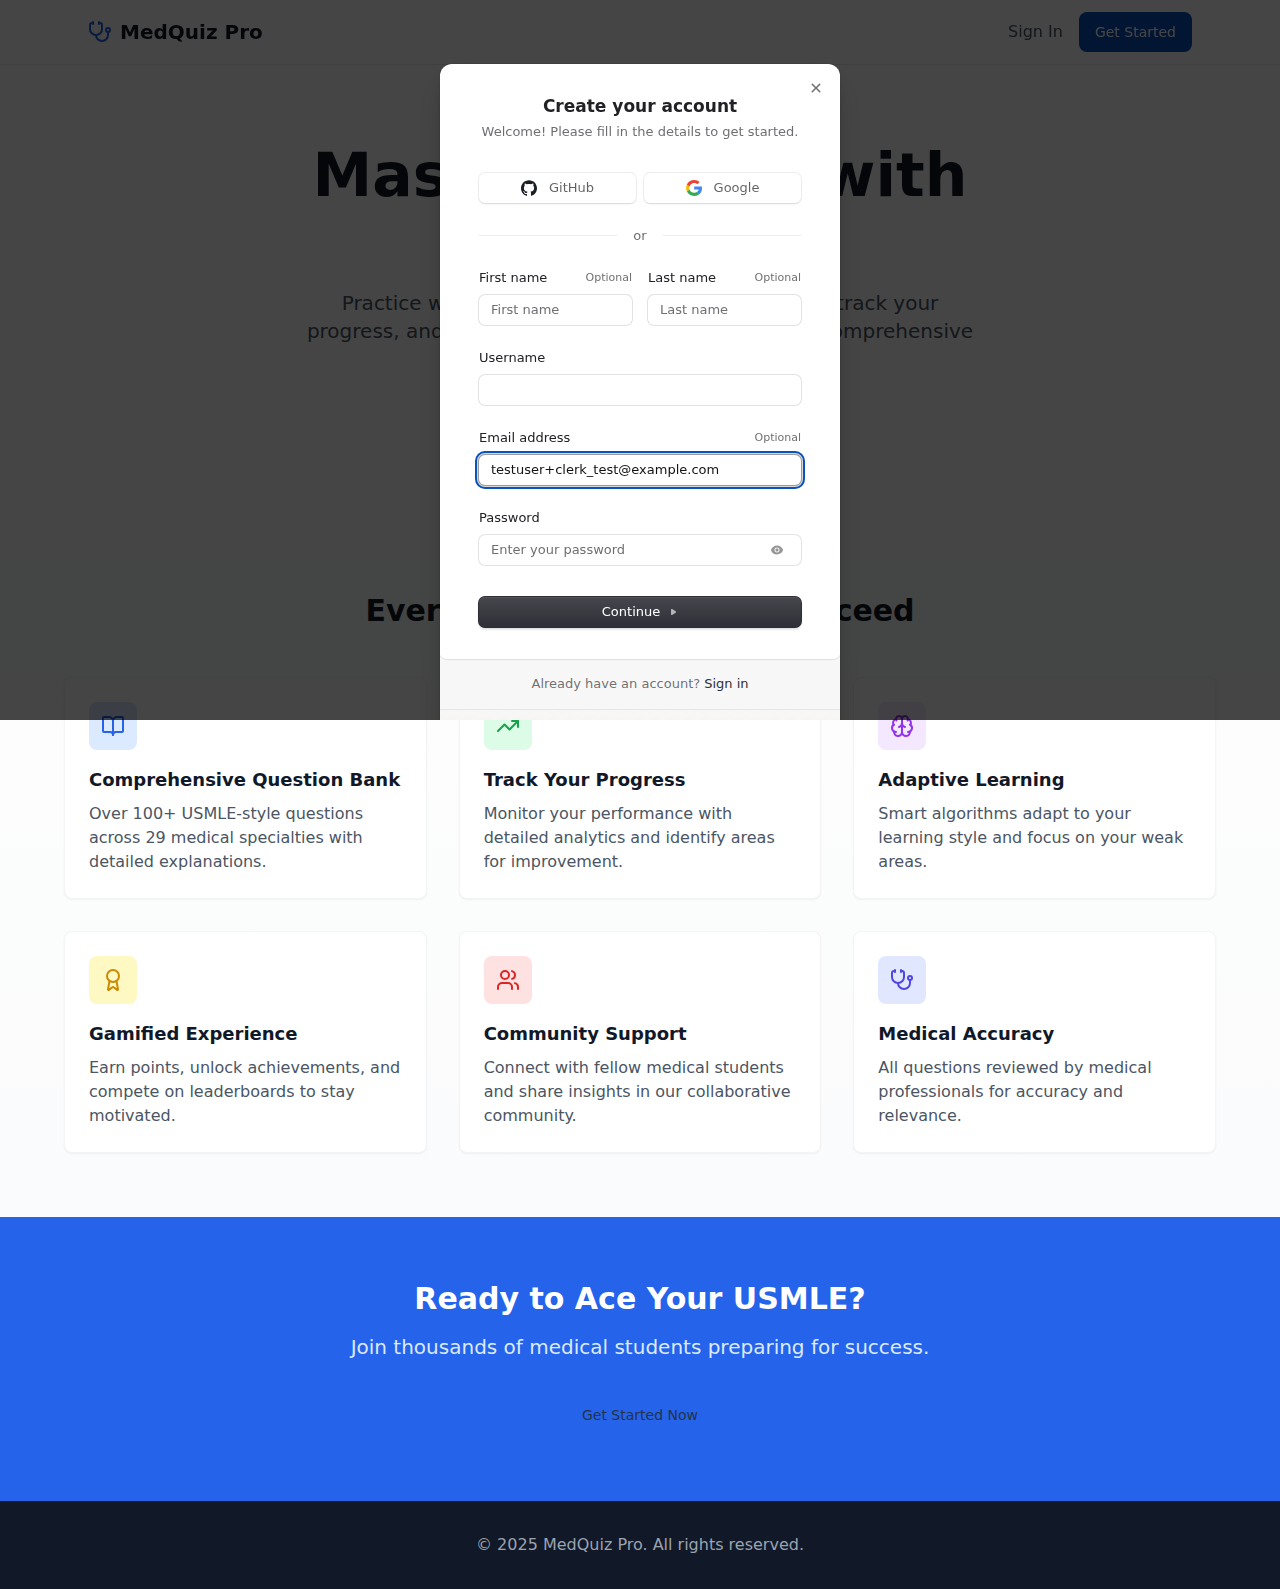 MedQuiz Pro
Sign In
Get Started
Create your account
Welcome! Please fill in the details to get started.
GitHub
Google
or
First name
Optional
Last name
Optional
First name
Last name
Username
Email address
Optional
testuser+clerk_test@example.com
Password
Enter your password
Continue
Already have an account? Sign in
with
Practice
track your
progress, and
Comprehensive Question Bank
Over 100+ USMLE-style questions
across 29 medical specialties with
detailed explanations.
Track Your Progress
Monitor your performance with
detailed analytics and identify areas
for improvement.
Adaptive Learning
Smart algorithms adapt to your
learning style and focus on your weak
areas.
Gamified Experience
Earn points, unlock achievements, and
compete on leaderboards to stay
motivated.
Community Support
Connect with fellow medical students
and share insights in our collaborative
community.
Medical Accuracy
All questions reviewed by medical
professionals for accuracy and
relevance.
Ready to Ace Your USMLE?
Join thousands of medical students preparing for success.
Get Started Now
© 2025 MedQuiz Pro. All rights reserved.